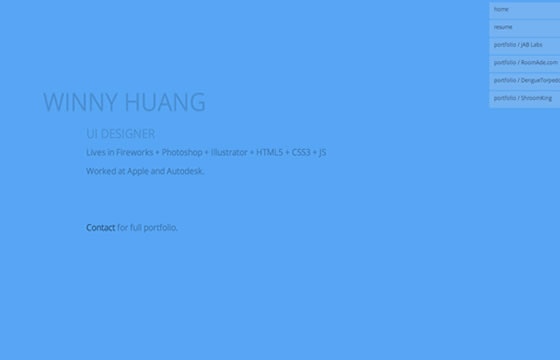 home
resume
portfolio / JAB Labs
portfolio / RoomAde.com
portfolio / DengueTorpedo
portfolio / ShroomKing
WINNY HUANG
UI DESIGNER
Lives in Fireworks + Photoshop + Illustrator + HTML5 + CSS3 + JS
Worked at Apple and Autodesk.
Contact for full portfolio.